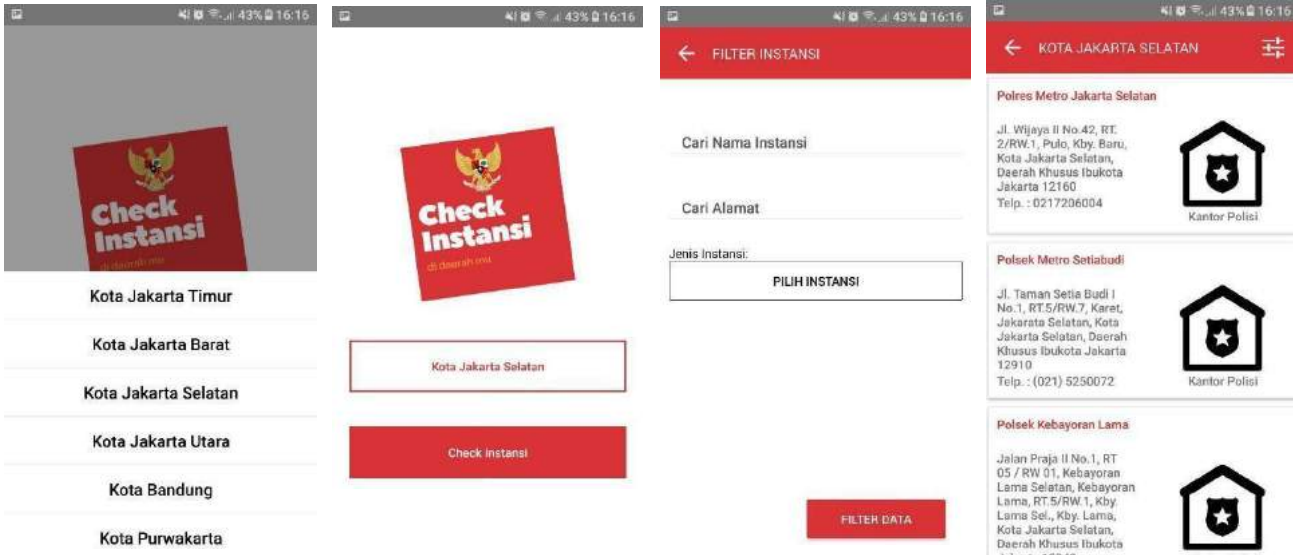 43% 16:16
Check
Instansi
di daerah mu
Kota Jakarta Timur
Kota Jakarta Barat
Kota Jakarta Selatan
Kota Jakarta Utara
Kota Bandung
Kota Purwakarta
43% 16:16
Check
Instansi
di daerah mu
Kota Jakarta Selatan
Check Instansi
43% 16:16
FILTER INSTANSI
Cari Nama Instansi
Cari Alamat
Jenis Instansi:
PILIH INSTANSI
FILTER DATA
43% 16:16
KOTA JAKARTA SELATAN
Polres Metro Jakarta Selatan
Jl. Wijaya II No.42, RT.
2/RW.1, Pulo, Kby. Baru,
Kota Jakarta Selatan,
Daerah Khusus Ibukota
Jakarta 12160
Telp. : 0217206004
Kantor Polisi
Polsek Metro Setiabudi
Jl. Taman Setia Budi I
No.1, RT.5/RW.7, Karet,
Jakarata Selatan, Kota
Jakarta Selatan, Daerah
Khusus Ibukota Jakarta
12910
Telp. : (021) 5250072
Kantor Polisi
Polsek Kebayoran Lama
Jalan Praja II No.1, RT
05 / RW 01, Kebayoran
Lama Selatan, Kebayoran
Lama, RT.5/RW.1, Kby.
Lama Sel., Kby. Lama,
Kota Jakarta Selatan,
Daerah Khusus Ibukota